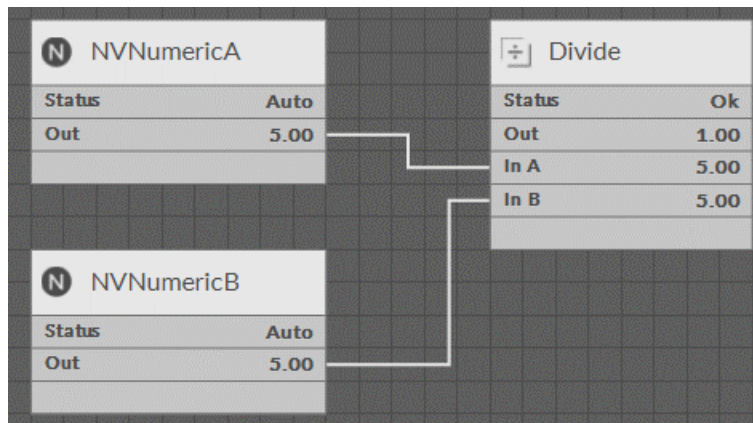 N NVNumericA
Status Auto
Out 5.00
N NVNumericB
Status Auto
Out 5.00
÷ Divide
Status Ok
Out 1.00
In A 5.00
In B 5.00